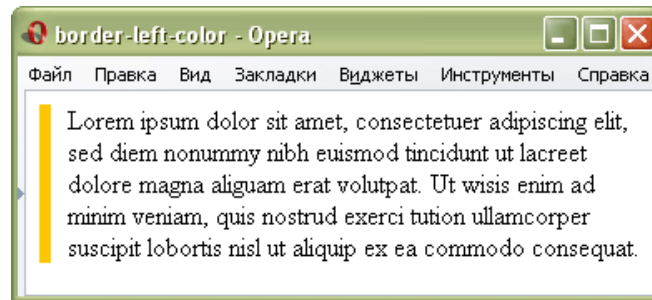 border-left-color - Opera
Файл Правка Вид Закладки Виджеты Инструменты Справка
Lorem ipsum dolor sit amet, consectetuer adipiscing elit,
sed diem nonummy nibh euismod tincidunt ut lacreet
dolore magna aliguam erat volutpat. Ut wisis enim ad
minim veniam, quis nostrud exerci tution ullamcorper
suscipit lobortis nisl ut aliquip ex ea commodo consequat.